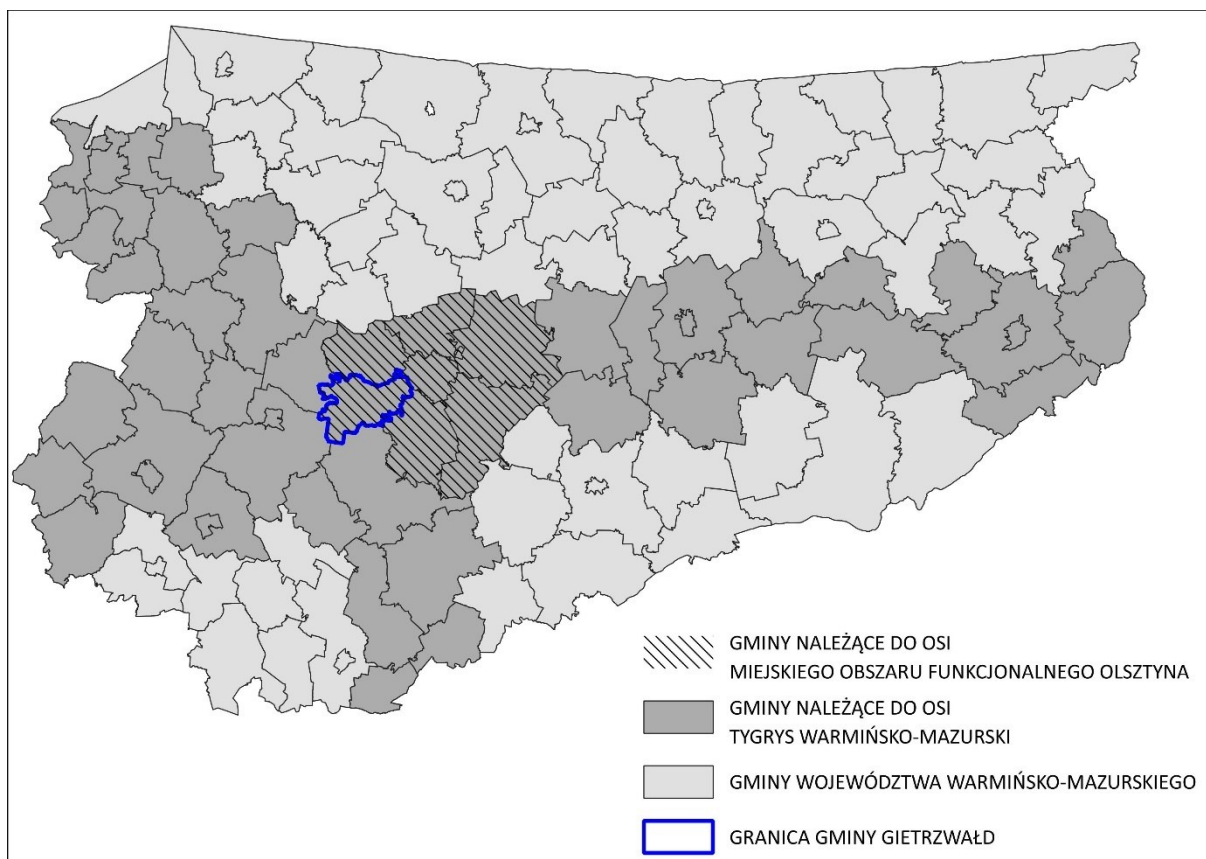 GMINY NALEŻĄCE DO OSI
MIEJSKIEGO OBSZARU FUNKCJONALNEGO OLSZTYNA
GMINY NALEŻĄCE DO OSI
TYGRYS WARMIŃSKO-MAZURSKI
GMINY WOJEWÓDZTWA WARMIŃSKO-MAZURSKIEGO
GRANICA GMINY GIETRZWAŁD